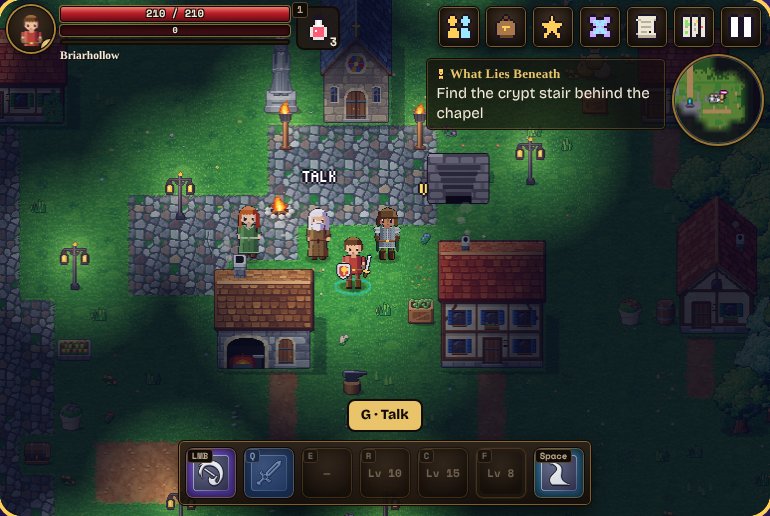 210 / 210
0
Briarhollow
1
3
What Lies Beneath
Find the crypt stair behind the
chapel
TALK
G · Talk
LMB
Q
E
R
C
F
Space
–
Lv 10
Lv 15
Lv 8